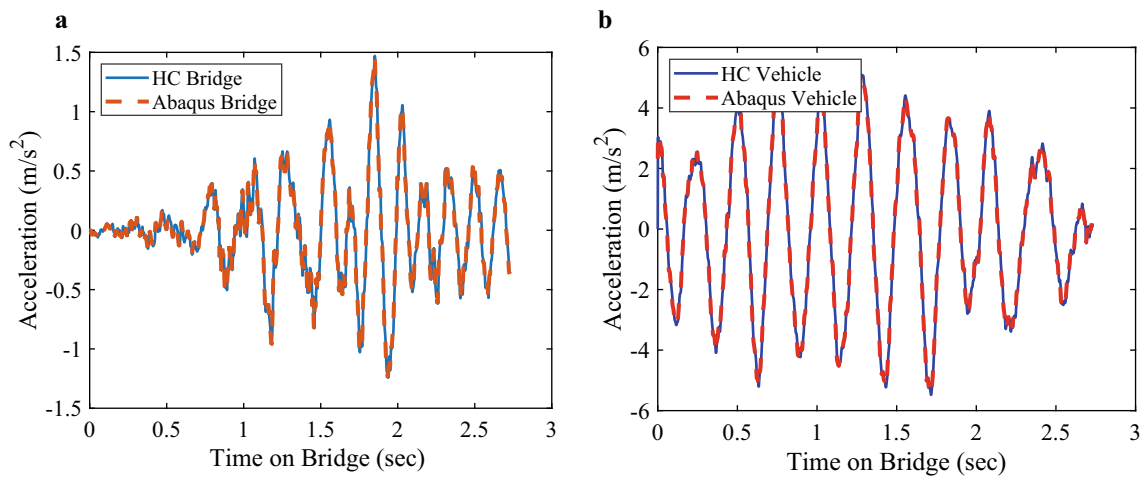 a
1.5
1
0.5
0
-0.5
-1
-1.5
Acceleration (m/s²)
HC Bridge
Abaqus Bridge
0 0.5 1 1.5 2 2.5 3
Time on Bridge (sec)
b
6
4
2
0
-2
-4
-6
Acceleration (m/s²)
HC Vehicle
Abaqus Vehicle
0 0.5 1 1.5 2 2.5 3
Time on Bridge (sec)